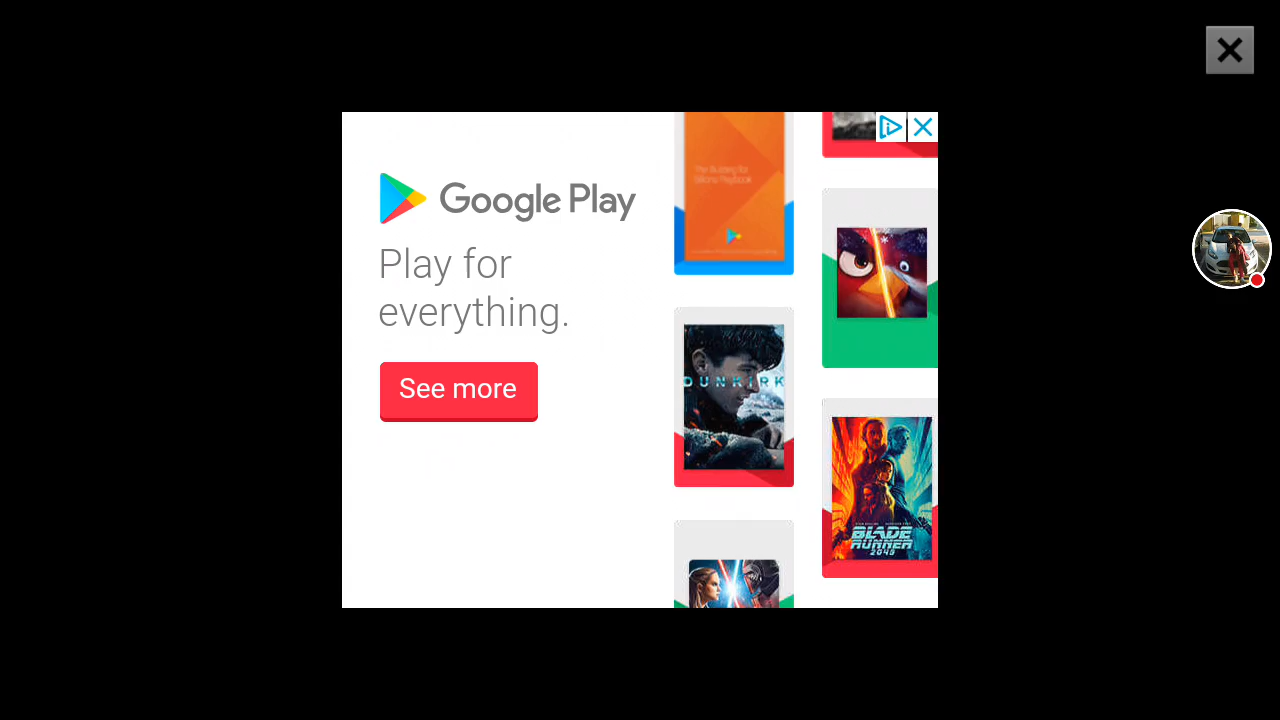 Google Play
Play for
everything.
See more
DUNKIRK
BLADE
RUNNER
2049